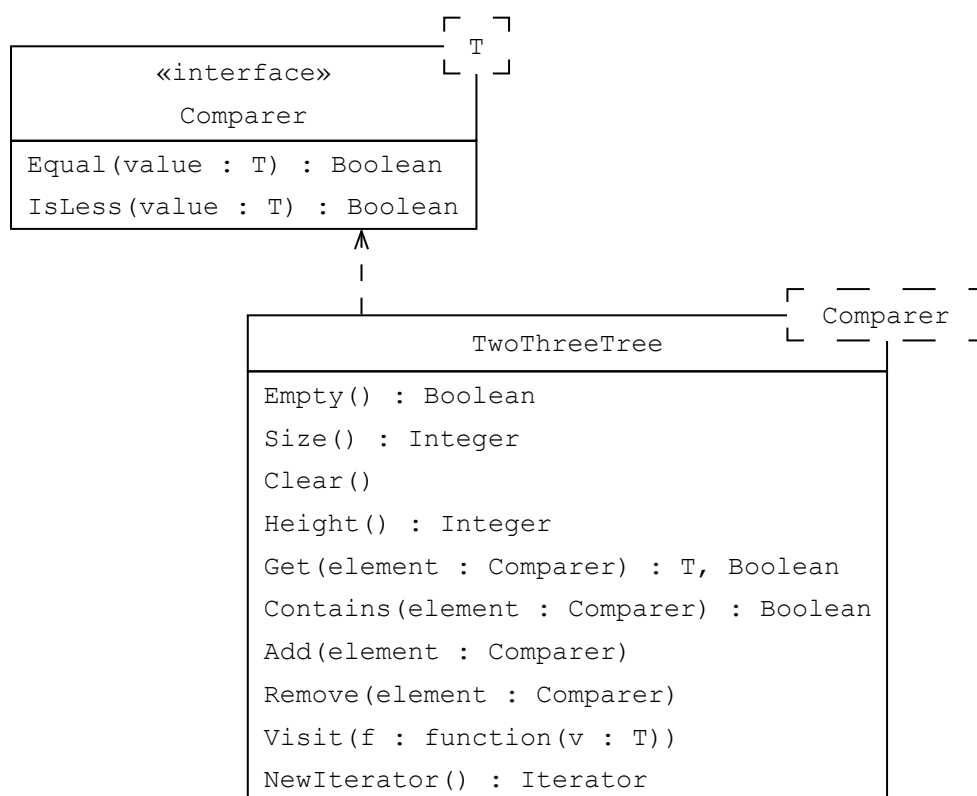 T
«interface»
Comparer
Equal(value : T) : Boolean
IsLess(value : T) : Boolean
Comparer
TwoThreeTree
Empty() : Boolean
Size() : Integer
Clear()
Height() : Integer
Get(element : Comparer) : T, Boolean
Contains(element : Comparer) : Boolean
Add(element : Comparer)
Remove(element : Comparer)
Visit(f : function(v : T))
NewIterator() : Iterator